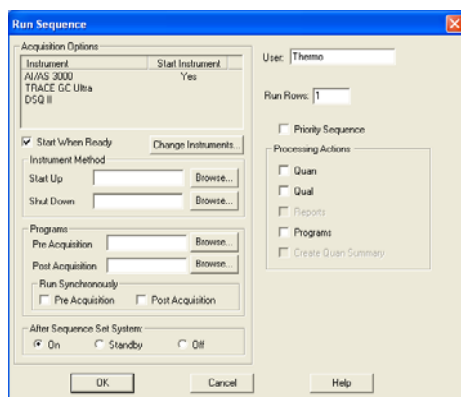 Run Sequence
Acquisition Options
Instrument Start Instrument
AI/AS 3000 Yes
TRACE GC Ultra
DSQ II
Start When Ready
Change Instruments...
Instrument Method
Start Up Browse...
Shut Down Browse...
Programs
Pre Acquisition Browse...
Post Acquisition Browse...
Run Synchronously
Pre Acquisition Post Acquisition
After Sequence Set System:
On Standby Off
User: Thermo
Run Rows: 1
Priority Sequence
Processing Actions
Quan
Qual
Reports
Programs
Create Quan Summary
OK Cancel Help